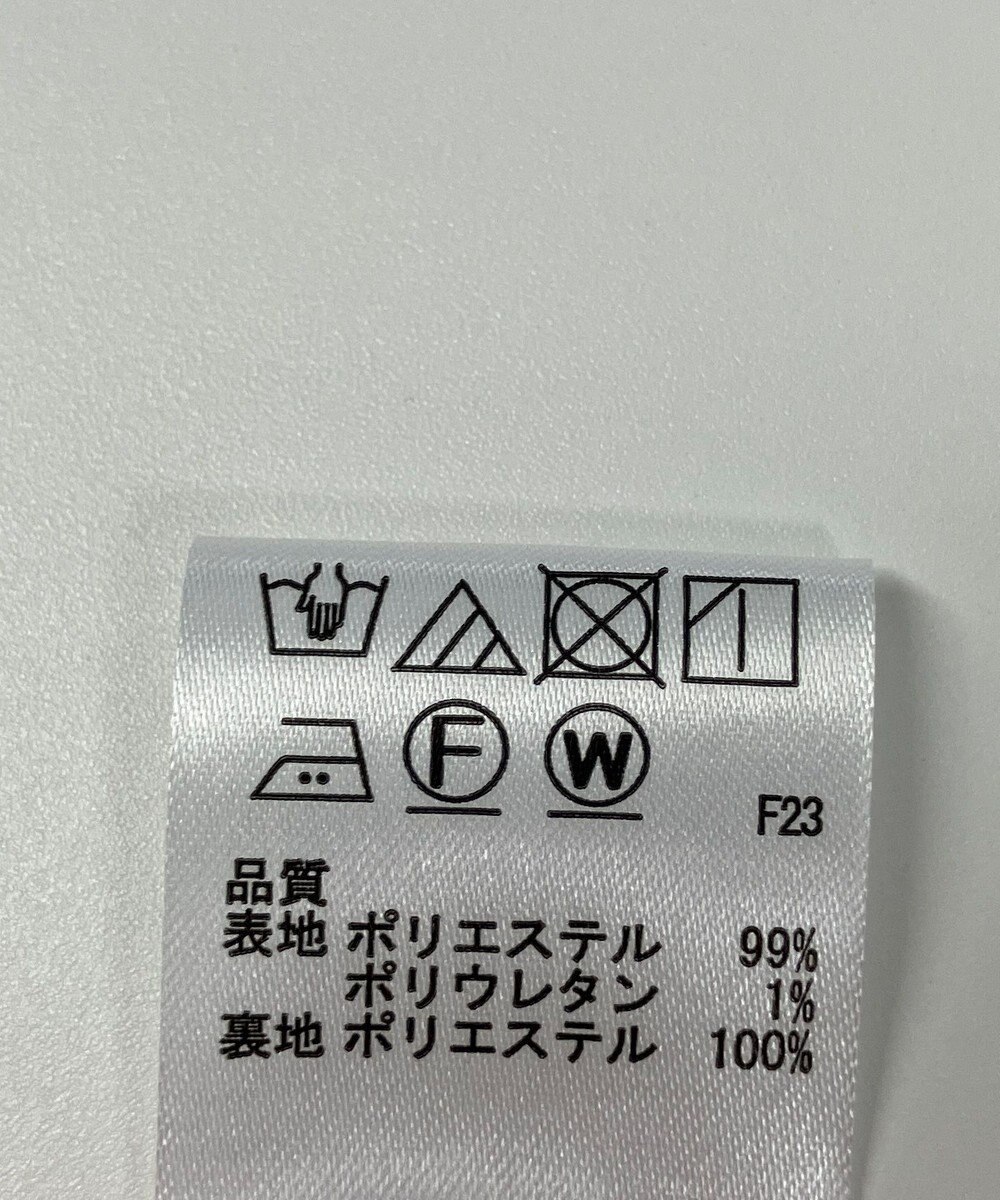 F W
F23
品質
表地 ポリエステル 99%
ポリウレタン 1%
裏地 ポリエステル 100%